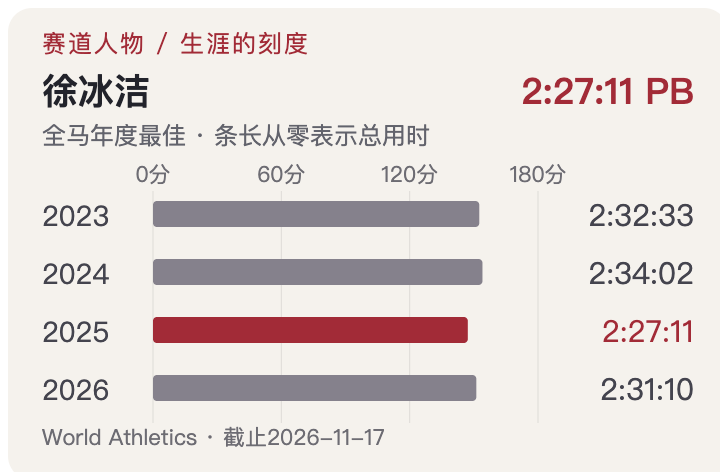 赛道人物 / 生涯的刻度
徐冰洁 2:27:11 PB
全马年度最佳 · 条长从零表示总用时
0分 60分 120分 180分
2023 2:32:33
2024 2:34:02
2025 2:27:11
2026 2:31:10
World Athletics · 截止2026–11–17